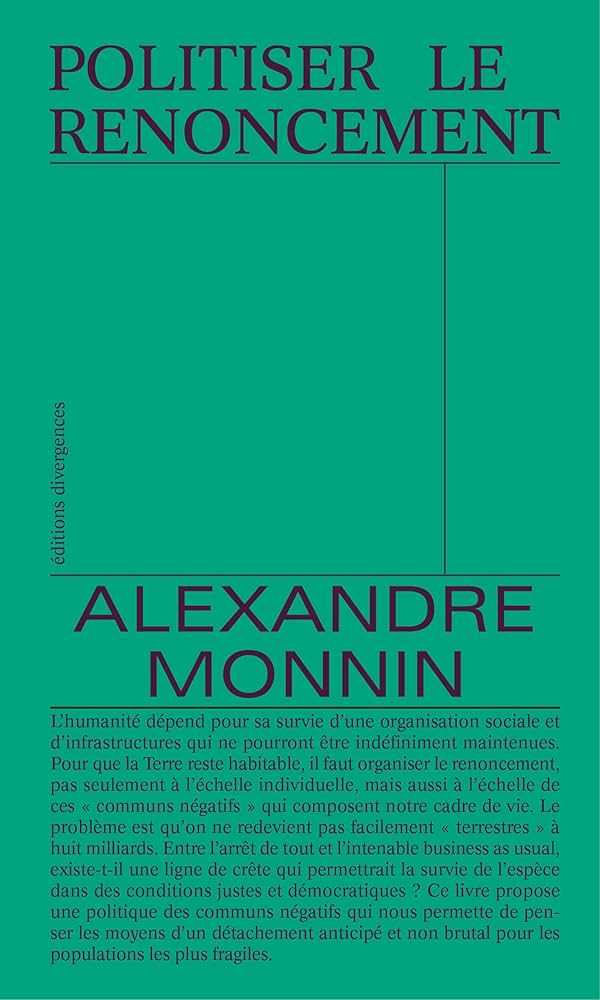 POLITISER LE
RENONCEMENT
éditions divergences
ALEXANDRE
MONNIN
L’humanité dépend pour sa survie d’une organisation sociale et
d’infrastructures qui ne pourront être indéfiniment maintenues.
Pour que la Terre reste habitable, il faut organiser le renoncement,
pas seulement à l’échelle individuelle, mais aussi à l’échelle de
ces « communs négatifs » qui composent notre cadre de vie. Le
problème est qu’on ne redevient pas facilement « terrestres » à
huit milliards. Entre l’arrêt de tout et l’intenable business as usual,
existe-t-il une ligne de crête qui permettrait la survie de l’espèce
dans des conditions justes et démocratiques ? Ce livre propose
une politique des communs négatifs qui nous permette de pen-
ser les moyens d’un détachement anticipé et non brutal pour les
populations les plus fragiles.